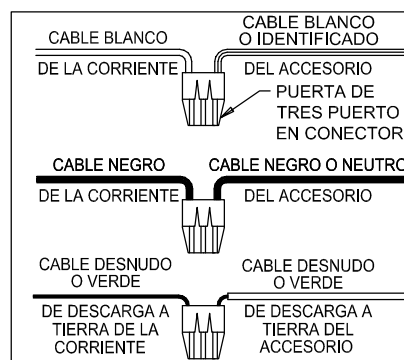 CABLE BLANCO
DE LA CORRIENTE
CABLE BLANCO
O IDENTIFICADO
DEL ACCESORIO
PUERTA DE
TRES PUERTO
EN CONECTOR
CABLE NEGRO
DE LA CORRIENTE
CABLE NEGRO O NEUTRO
DEL ACCESORIO
CABLE DESNUDO
O VERDE
DE DESCARGA A
TIERRA DE LA
CORRIENTE
CABLE DESNUDO
O VERDE
DE DESCARGA A
TIERRA DEL
ACCESORIO